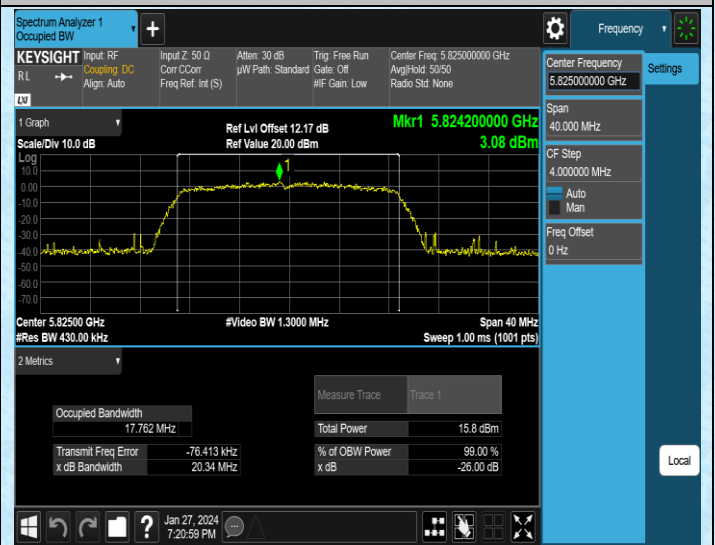 Spectrum Analyzer 1
Occupied BW
Frequency
KEYSIGHT
RL
LXI
Input: RF
Coupling: DC
Align: Auto
Input Z: 50 Ω
Corr CCorr
Freq Ref: Int (S)
Atten: 30 dB
µW Path: Standard
Trig: Free Run
Gate: Off
#IF Gain: Low
Center Freq: 5.825000000 GHz
Avg|Hold: 50/50
Radio Std: None
Center Frequency
5.825000000 GHz
Settings
Span
40.000 MHz
CF Step
4.000000 MHz
Auto
Man
Freq Offset
0 Hz
1 Graph
Scale/Div 10.0 dB
Ref Lvl Offset 12.17 dB
Ref Value 20.00 dBm
Mkr1 5.824200000 GHz
3.08 dBm
Log
10.0
0.00
-10.0
-20.0
-30.0
-40.0
-50.0
-60.0
-70.0
1
Center 5.82500 GHz
#Res BW 430.00 kHz
#Video BW 1.3000 MHz
Span 40 MHz
Sweep 1.00 ms (1001 pts)
2 Metrics
Measure Trace Trace 1
Occupied Bandwidth
17.762 MHz
Total Power 15.8 dBm
Transmit Freq Error -76.413 kHz
% of OBW Power 99.00 %
x dB Bandwidth 20.34 MHz
x dB -26.00 dB
Local
?
Jan 27, 2024
7:20:59 PM